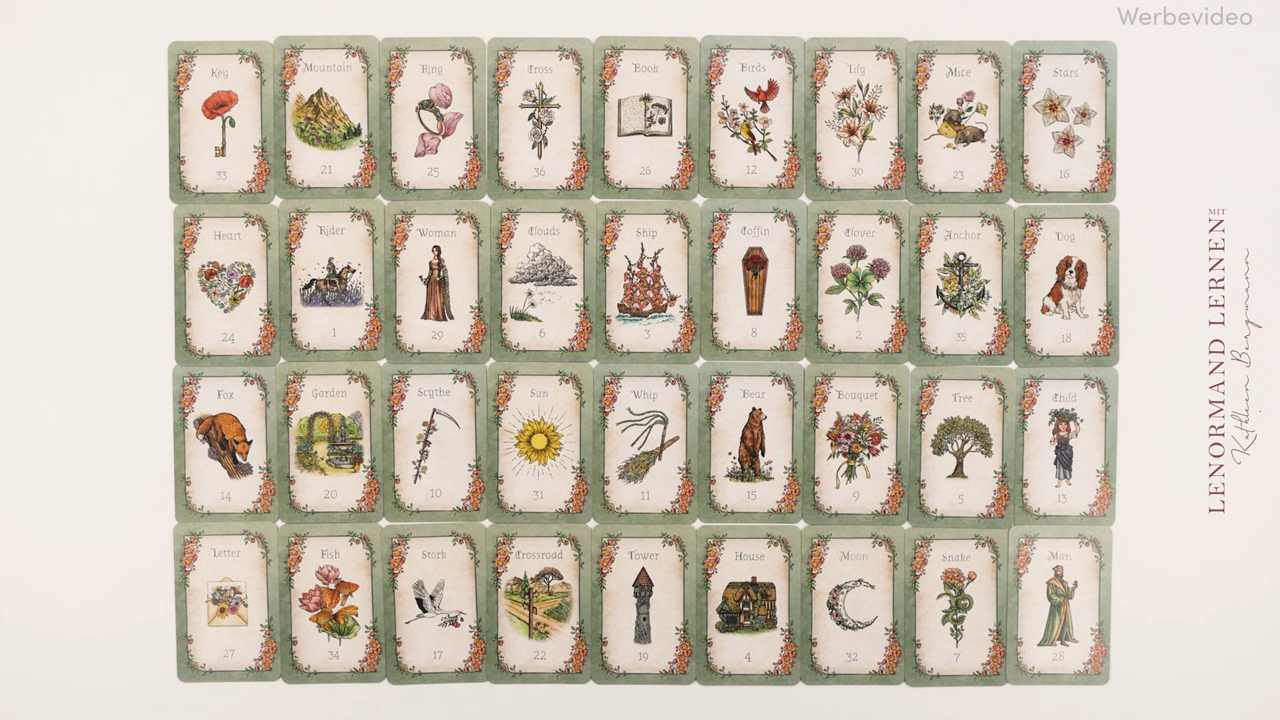 Werbevideo
Key Mountain Ring Cross Book Birds Lily Mice Stars
33 21 25 36 26 12 30 23 16
Heart Rider Woman Clouds Ship Coffin Clover Anchor Dog
24 1 29 6 3 8 2 35 18
Fox Garden Scythe Sun Whip Bear Bouquet Tree Child
14 20 10 31 11 15 9 5 13
Letter Fish Stork Crossroad Tower House Moon Snake Man
27 34 17 22 19 4 32 7 28
LENORMAND LERNEN MIT
Kathleen Bergmann